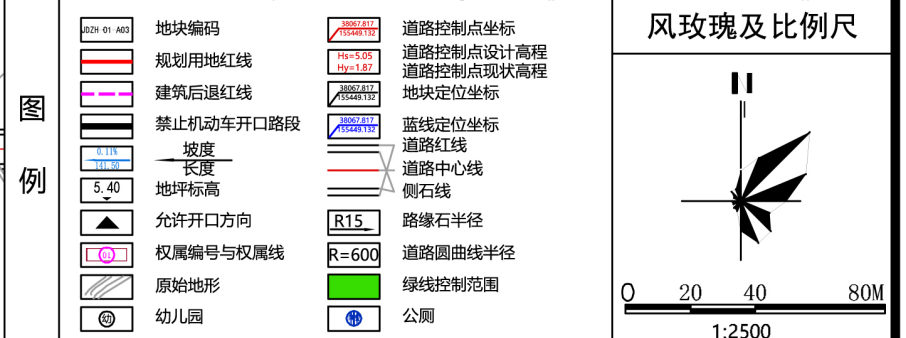 图例
JDZH-01-A03 地块编码
规划用地红线
建筑后退红线
禁止机动车开口路段
0.11%
141.50
坡度
长度
5.40 地坪标高
允许开口方向
权属编号与权属线
原始地形
幼 幼儿园
38067.817
155449.132
道路控制点坐标
Hs=5.05
Hy=1.87
道路控制点设计高程
道路控制点现状高程
38067.817
155449.132
地块定位坐标
38067.817
155449.132
蓝线定位坐标
道路红线
道路中心线
侧石线
R15 路缘石半径
R=600 道路圆曲线半径
绿线控制范围
公厕
风玫瑰及比例尺
0 20 40 80M
1:2500